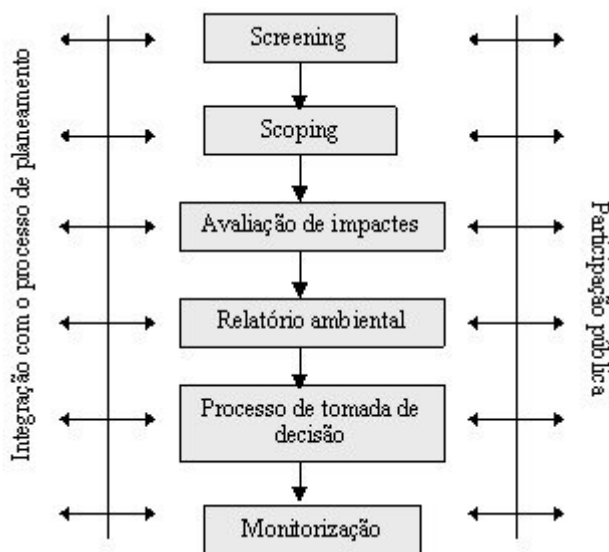 Screening
Scoping
Avaliação de impactes
Relatório ambiental
Processo de tomada de
decisão
Monitorização
Integração com o processo de planeamento
Participação pública